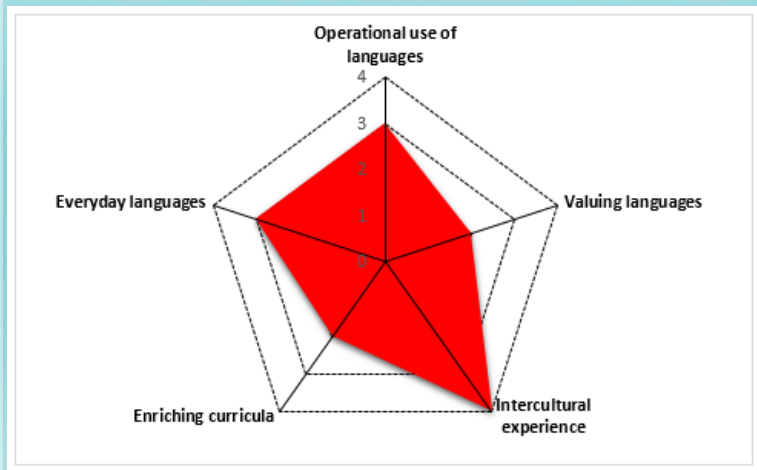 Operational use of
languages
4
3
2
1
0
Everyday languages
Valuing languages
Enriching curricula
Intercultural
experience